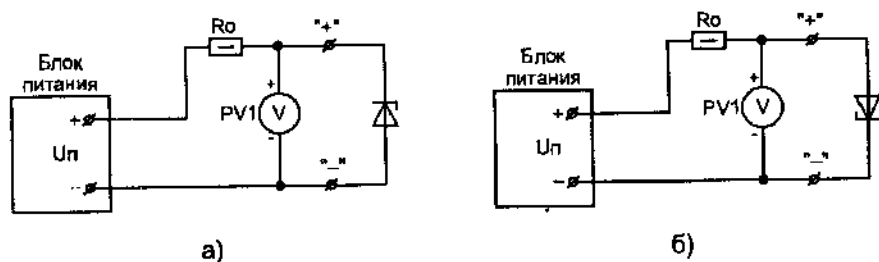 Ro
"+"
Блок
питания
+
PV1
V
+
-
Uп
-
"_"
а)
Ro
"+"
Блок
питания
+
PV1
V
+
-
Uп
-
"_"
б)